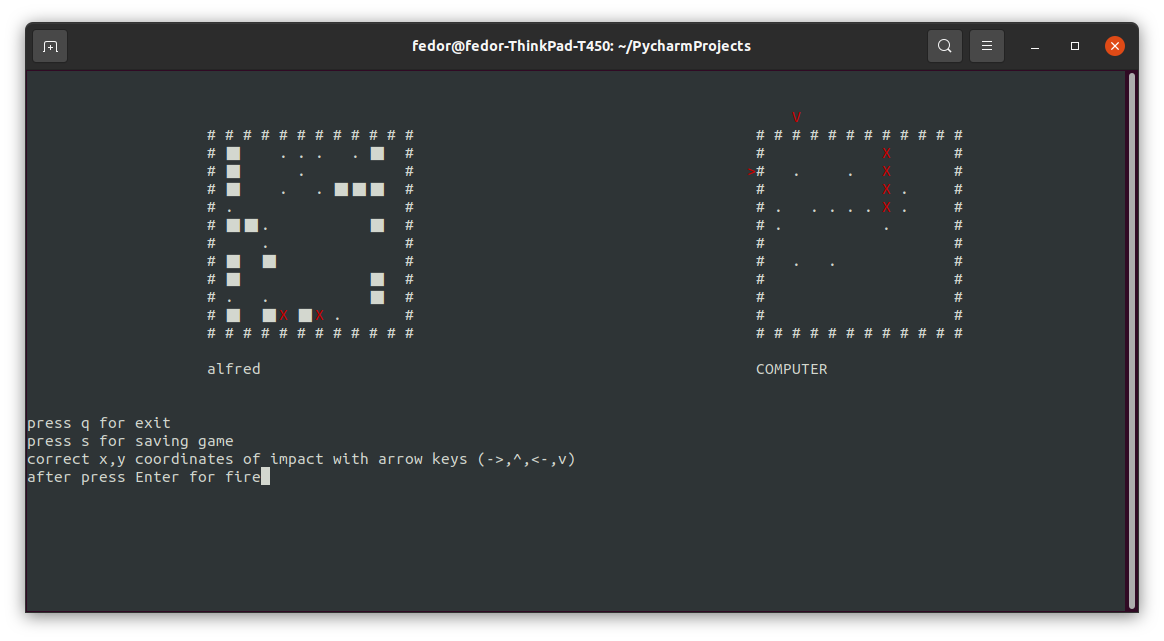 fedor@fedor-ThinkPad-T450: ~/PycharmProjects
V
# # # # # # # # # # # # # # # # # # # # # # # #
# ■ . . . . ■ # # X #
# ■ . # ># . . X #
# ■ . . ■ ■ ■ # # X . #
# . # # . . . . . X . #
# ■ ■ . ■ # # . . #
# . # # #
# ■ ■ # # . . #
# ■ ■ # # #
# . . ■ # # #
# ■ ■ X ■ X . # # #
# # # # # # # # # # # # # # # # # # # # # # # #
alfred COMPUTER
press q for exit
press s for saving game
correct x,y coordinates of impact with arrow keys (->,^,<-,v)
after press Enter for fire